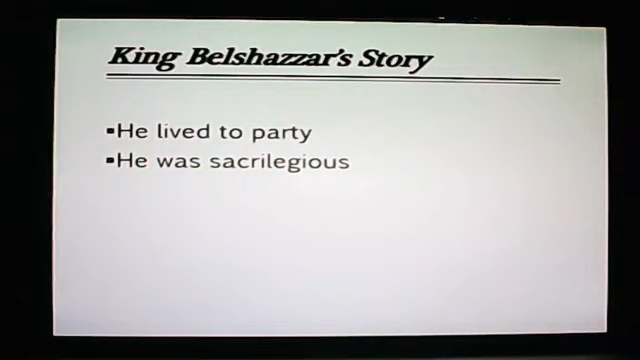 King Belshazzar's Story
▪He lived to party
▪He was sacrilegious